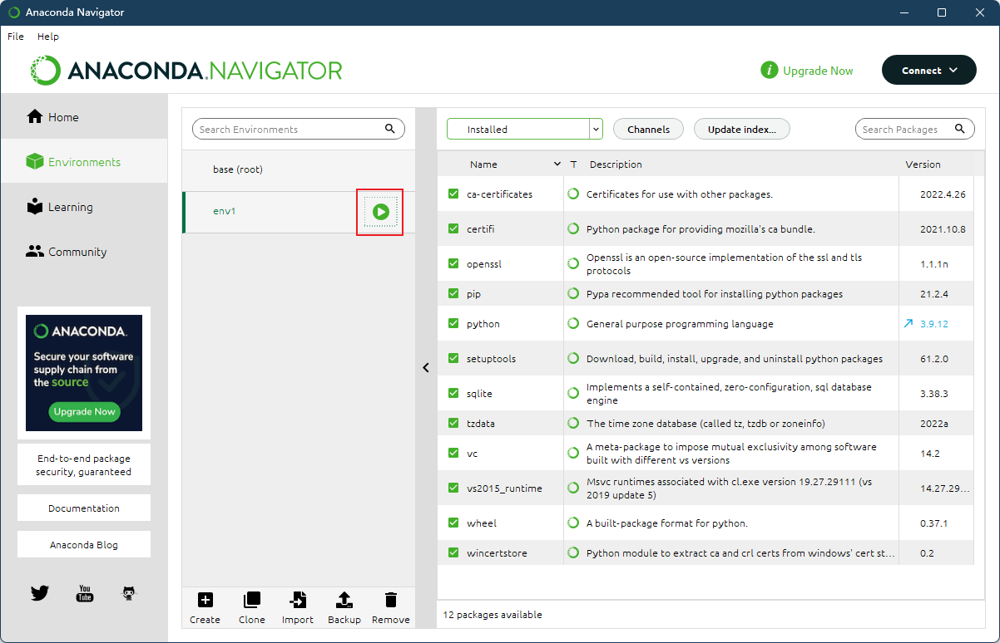 Anaconda Navigator
File Help
ANACONDA.NAVIGATOR
i Upgrade Now
Connect
Home
Environments
Learning
Community
ANACONDA.
Secure your software
supply chain from
the source
Upgrade Now
End-to-end package
security, guaranteed
Documentation
Anaconda Blog
You
Tube
Search Environments
base (root)
env1
Create Clone Import Backup Remove
Installed Channels Update index... Search Packages
Name T Description Version
ca-certificates Certificates for use with other packages. 2022.4.26
certifi Python package for providing mozilla's ca bundle. 2021.10.8
openssl Openssl is an open-source implementation of the ssl and tls
protocols 1.1.1n
pip Pypa recommended tool for installing python packages 21.2.4
python General purpose programming language 3.9.12
setuptools Download, build, install, upgrade, and uninstall python packages 61.2.0
sqlite Implements a self-contained, zero-configuration, sql database
engine 3.38.3
tzdata The time zone database (called tz, tzdb or zoneinfo) 2022a
vc A meta-package to impose mutual exclusivity among software
built with different vs versions 14.2
vs2015_runtime Msvc runtimes associated with cl.exe version 19.27.29111 (vs
2019 update 5) 14.27.29...
wheel A built-package format for python. 0.37.1
wincertstore Python module to extract ca and crl certs from windows' cert st... 0.2
12 packages available